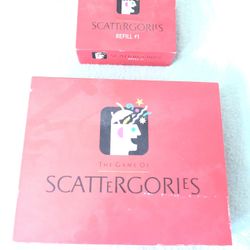 SCATTERGORIES
REFILL #1
THE GAME OF
SCATTERGORIES